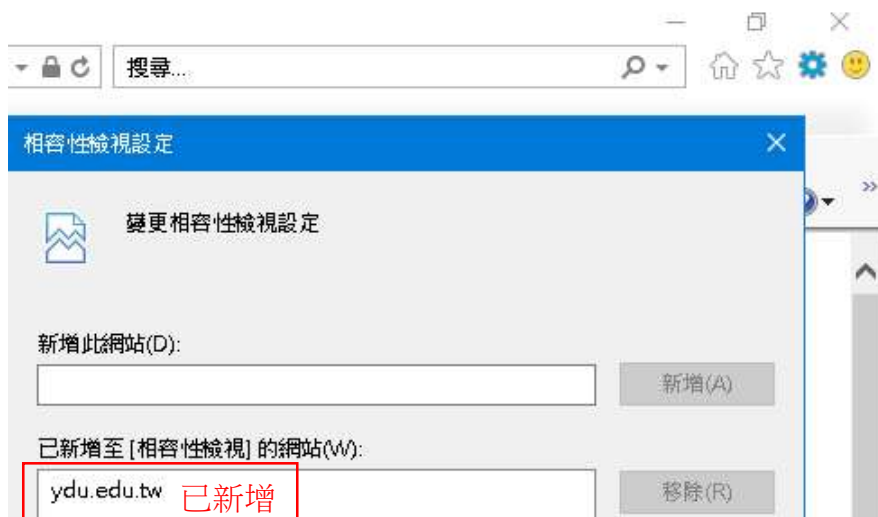 搜尋...
相容性檢視設定
變更相容性檢視設定
新增此網站(D):
新增(A)
已新增至 [相容性檢視] 的網站(W):
ydu.edu.tw 已新增
移除(R)